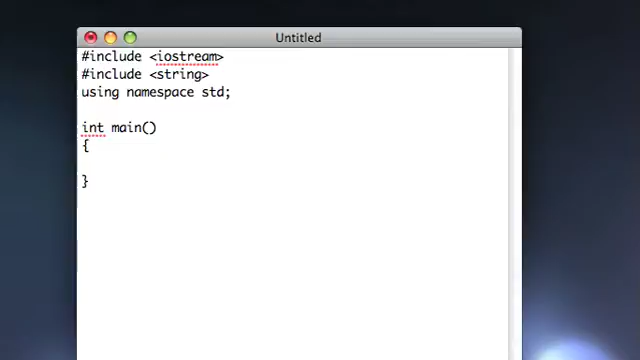 Untitled
#include <iostream>
#include <string>
using namespace std;
int main()
{
}